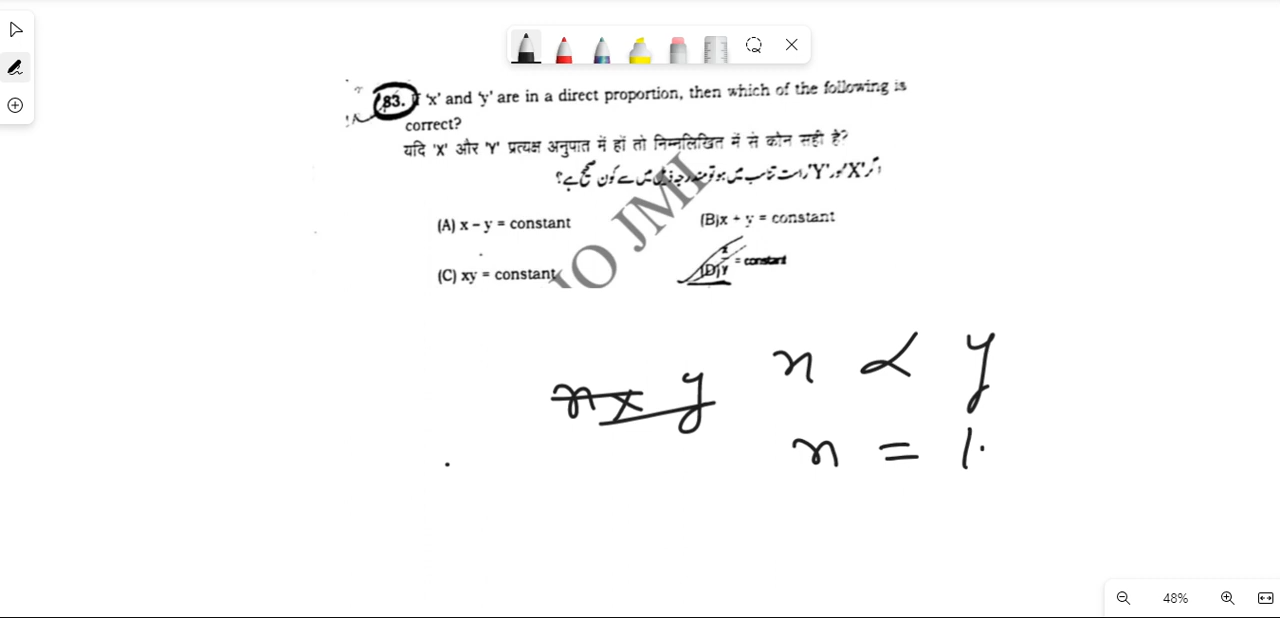 83. If 'x' and 'y' are in a direct proportion, then which of the following is
correct?
यदि 'X' और 'Y' प्रत्यक्ष अनुपात में हों तो निम्नलिखित में से कौन सही है?
اگر 'X' اور 'Y' راست تناسب میں ہو تو مندرجہ ذیل میں سے کون صحیح ہے؟
(A) x – y = constant (B) x + y = constant
(C) xy = constant (D) x/y = constant
JMI
x ∝ y
x y
x =
48%